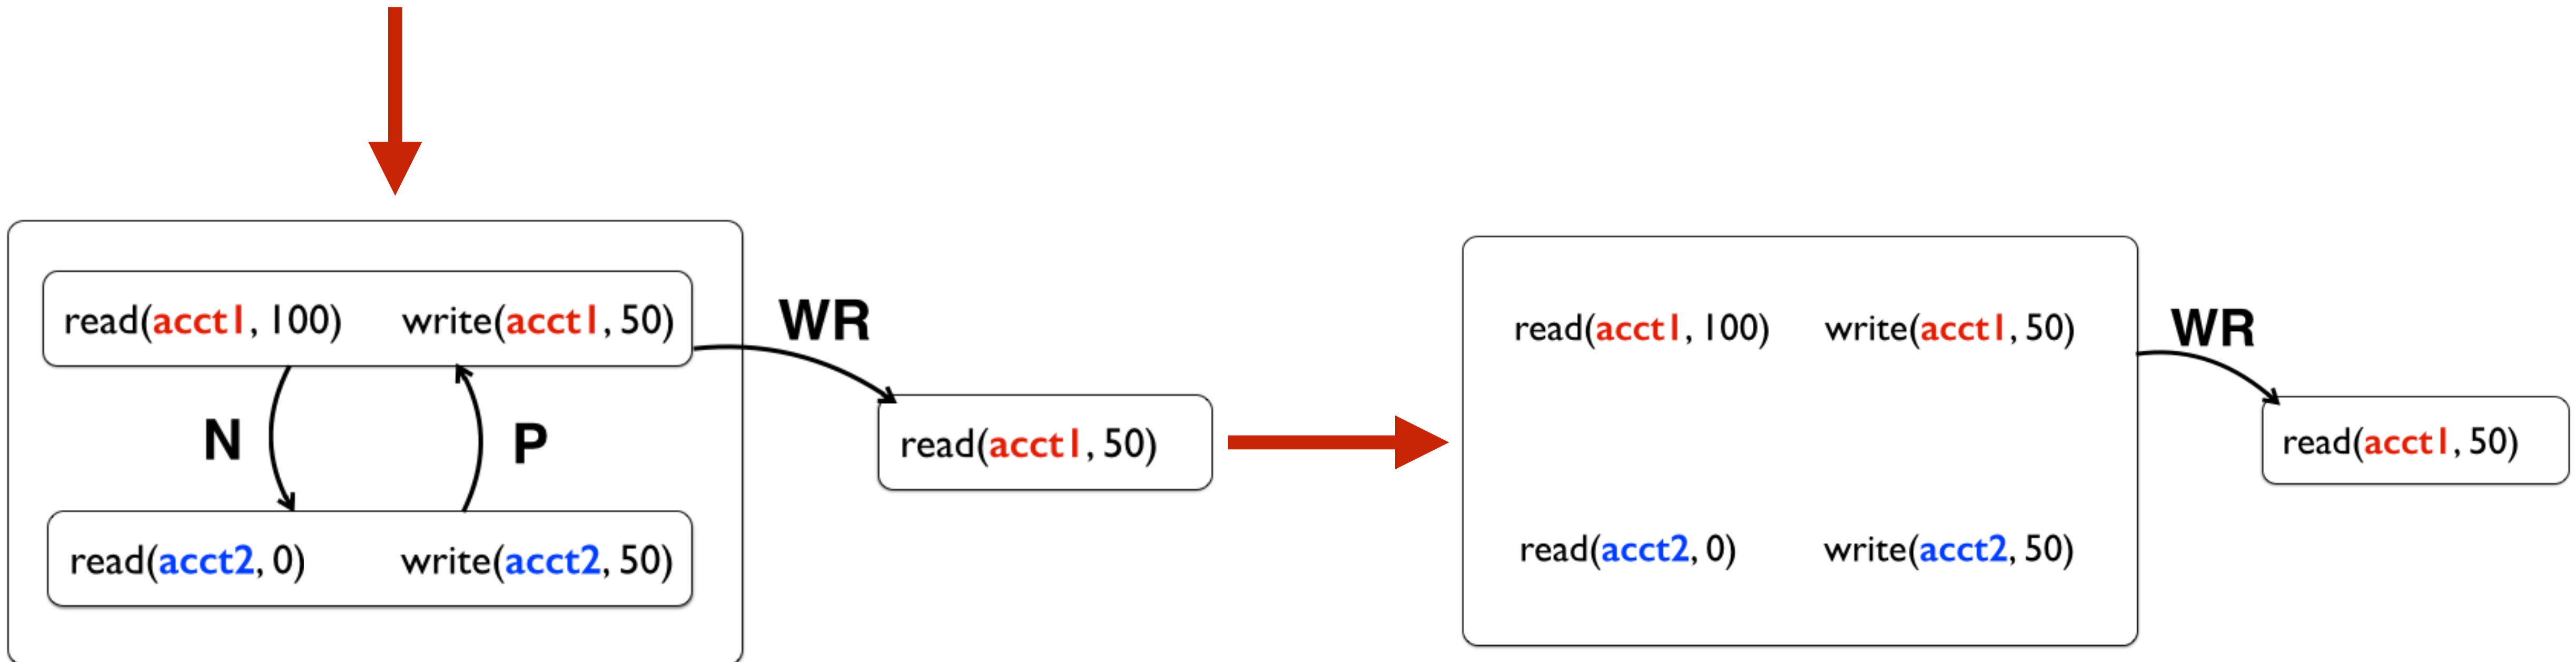 read(acct1, 100) write(acct1, 50)
WR
N
P
read(acct2, 0) write(acct2, 50)
read(acct1, 50)
read(acct1, 100) write(acct1, 50)
WR
read(acct2, 0) write(acct2, 50)
read(acct1, 50)